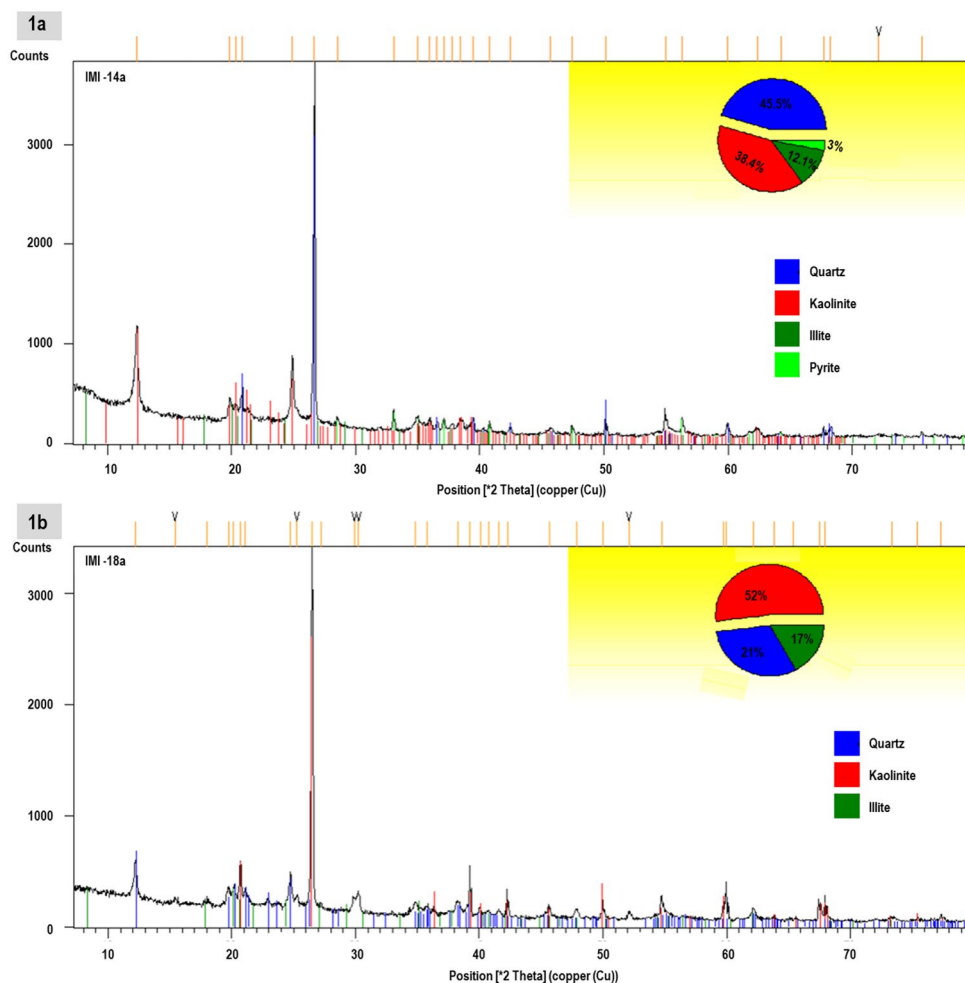 1a
Counts
IMI -14a
V
45.5%
38.4%
12.1%
3%
3000
2000
1000
0
Quartz
Kaolinite
Illite
Pyrite
10 20 30 40 50 60 70
Position [*2 Theta] (copper (Cu))
1b
Counts
IMI -18a
V V VV V
52%
21%
17%
3000
2000
1000
0
Quartz
Kaolinite
Illite
10 20 30 40 50 60 70
Position [*2 Theta] (copper (Cu))